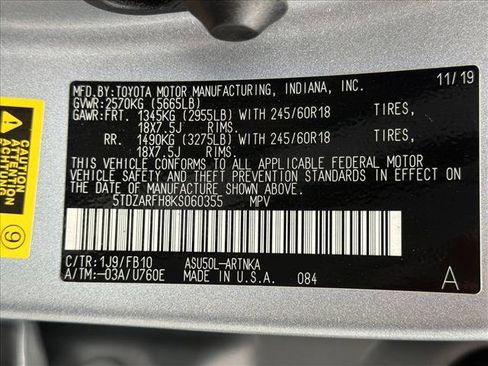 MFD. BY:TOYOTA MOTOR MANUFACTURING, INDIANA, INC. 11/19
GVWR:2570KG (5665LB)
GAWR:FRT. 1345KG (2955LB) WITH 245/60R18 TIRES,
18X7.5J RIMS.
RR. 1490KG (3275LB) WITH 245/60R18 TIRES,
18X7.5J RIMS.
THIS VEHICLE CONFORMS TO ALL APPLICABLE FEDERAL MOTOR
VEHICLE SAFETY AND THEFT PREVENTION STANDARDS IN EFFECT ON
THE DATE OF MANUFACTURE SHOWN ABOVE.
5TDZARFH8KS060355 MPV
C/TR:1J9/FB10 ASU50L-ARTNKA
A/TM:-03A/U760E MADE IN U.S.A. 084 A
9